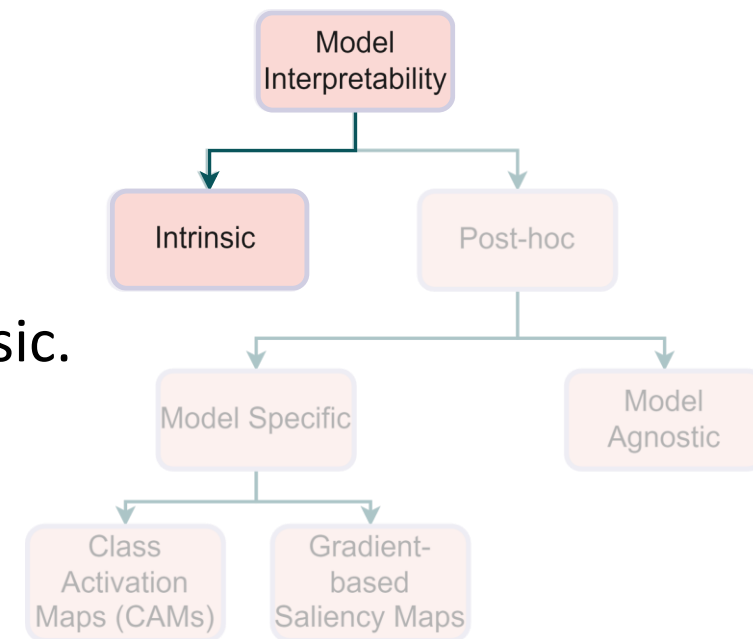 Model
Interpretability
Intrinsic
Post-hoc
sic.
Model Specific
Model
Agnostic
Class
Activation
Maps (CAMs)
Gradient-
based
Saliency Maps